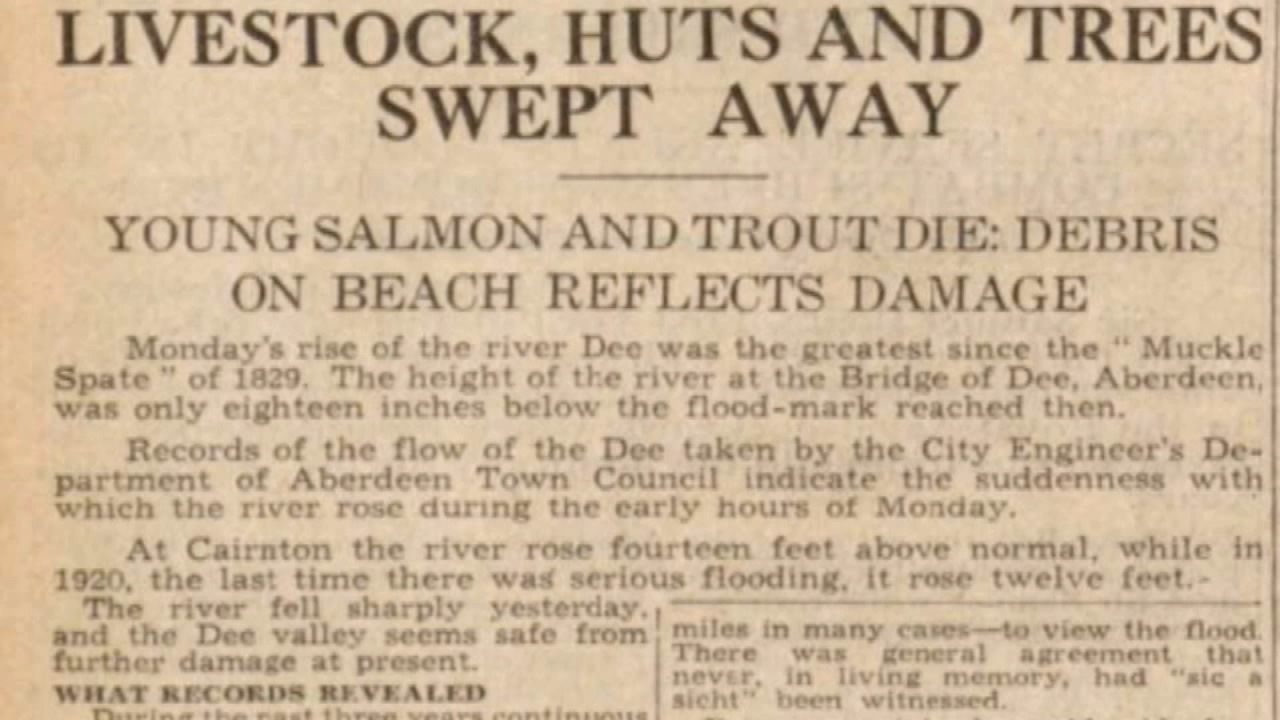 LIVESTOCK, HUTS AND TREES
SWEPT AWAY
YOUNG SALMON AND TROUT DIE: DEBRIS
ON BEACH REFLECTS DAMAGE
Monday's rise of the river Dee was the greatest since the " Muckle
Spate " of 1829. The height of the river at the Bridge of Dee, Aberdeen,
was only eighteen inches below the flood-mark reached then.
Records of the flow of the Dee taken by the City Engineer's De-
partment of Aberdeen Town Council indicate the suddenness with
which the river rose during the early hours of Monday.
At Cairnton the river rose fourteen feet above normal, while in
1920, the last time there was serious flooding, it rose twelve feet.-
The river fell sharply yesterday,
and the Dee valley seems safe from
further damage at present.
WHAT RECORDS REVEALED
During the past three years continuous
miles in many cases—to view the flood.
There was general agreement that
never, in living memory, had "sic a
sicht" been witnessed.